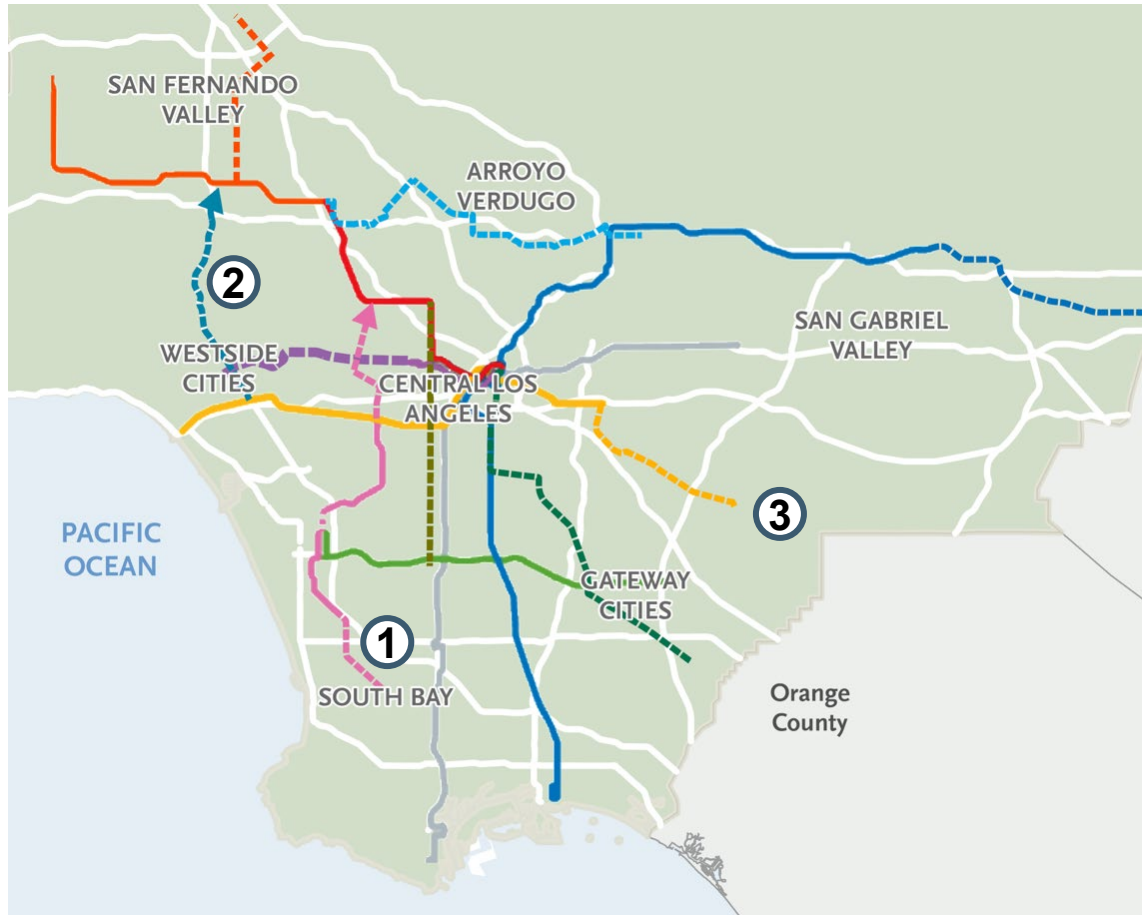 SAN FERNANDO
VALLEY
ARROYO
VERDUGO
2
SAN GABRIEL
VALLEY
WESTSIDE
CITIES
CENTRAL LOS
ANGELES
3
PACIFIC
OCEAN
GATEWAY
CITIES
1
SOUTH BAY
Orange
County